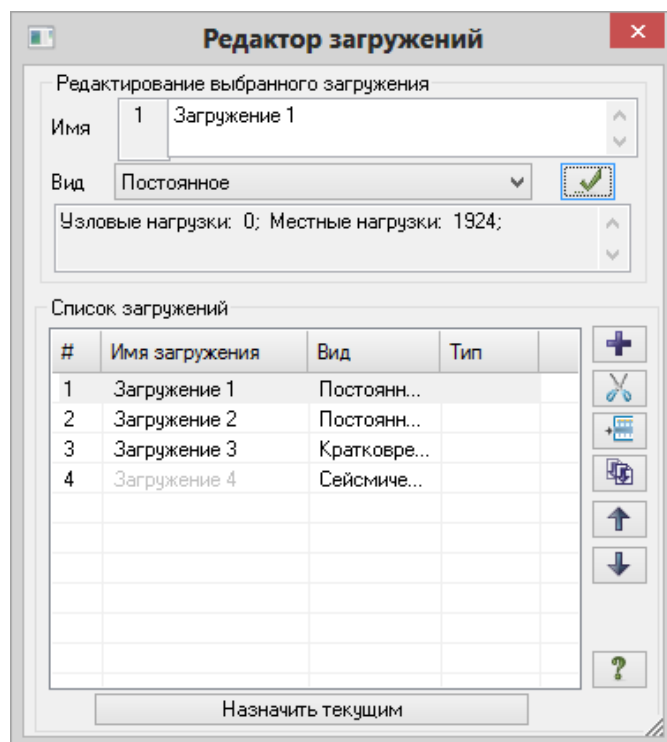 Редактор загружений
Редактирование выбранного загружения
Имя 1 Загружение 1
Вид Постоянное
Узловые нагрузки: 0; Местные нагрузки: 1924;
Список загружений
# Имя загружения Вид Тип
1 Загружение 1 Постоянн...
2 Загружение 2 Постоянн...
3 Загружение 3 Кратковре...
4 Загружение 4 Сейсмиче...
Назначить текущим